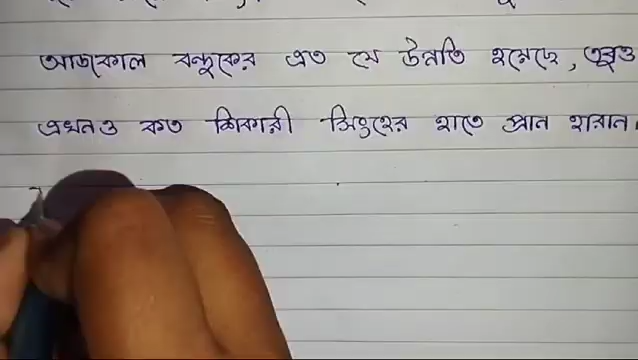 আজকাল বন্দুকের এত যে উন্নতি হয়েছে, তবুও
এখনও কত শিকারী সিংহের হাতে প্রান হারান।